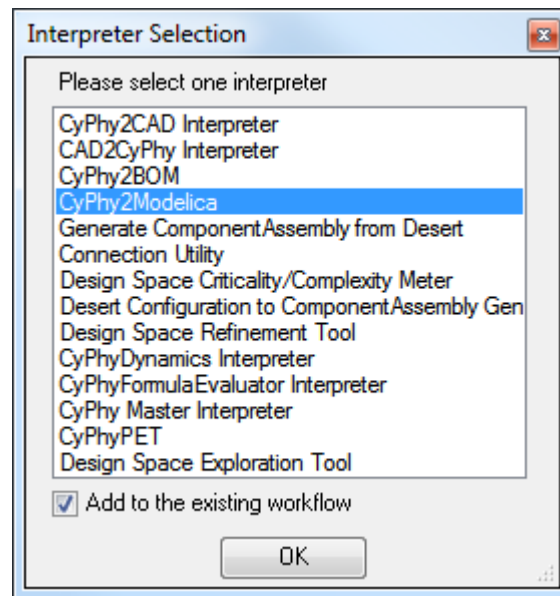 Interpreter Selection
Please select one interpreter
CyPhy2CAD Interpreter
CAD2CyPhy Interpreter
CyPhy2BOM
CyPhy2Modelica
Generate ComponentAssembly from Desert
Connection Utility
Design Space Criticality/Complexity Meter
Desert Configuration to ComponentAssembly Gen
Design Space Refinement Tool
CyPhyDynamics Interpreter
CyPhyFormulaEvaluator Interpreter
CyPhy Master Interpreter
CyPhyPET
Design Space Exploration Tool
Add to the existing workflow
OK